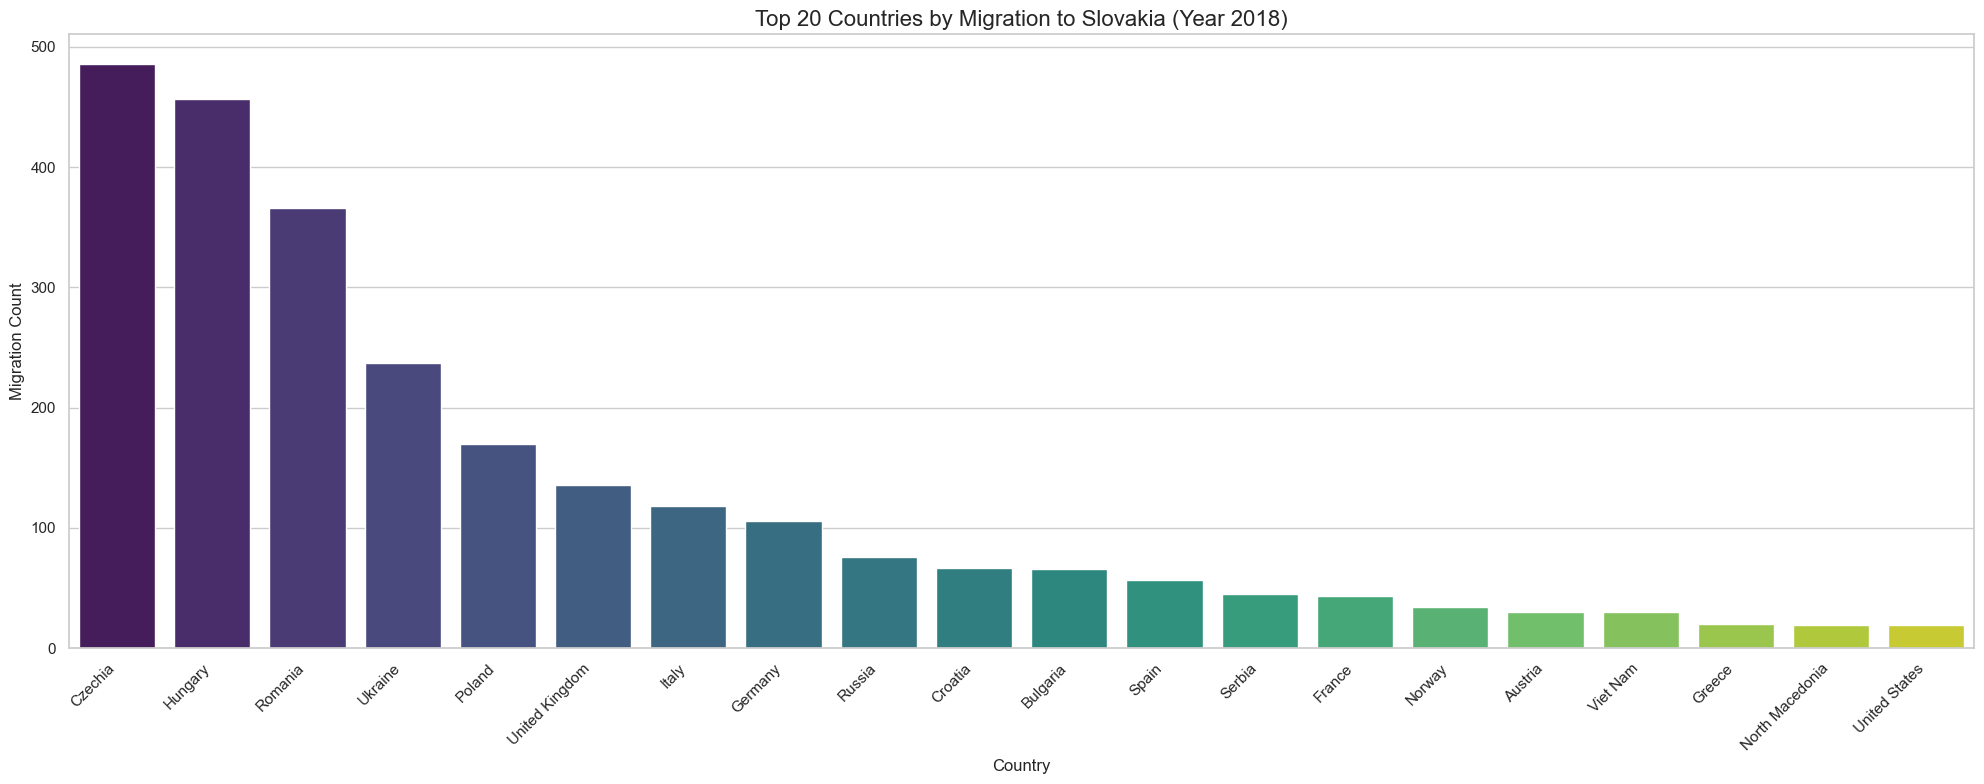 Top 20 Countries by Migration to Slovakia (Year 2018)
500
400
300
200
100
0
Migration Count
Czechia
Hungary
Romania
Ukraine
Poland
United Kingdom
Italy
Germany
Russia
Croatia
Bulgaria
Spain
Serbia
France
Norway
Austria
Viet Nam
Greece
North Macedonia
United States
Country